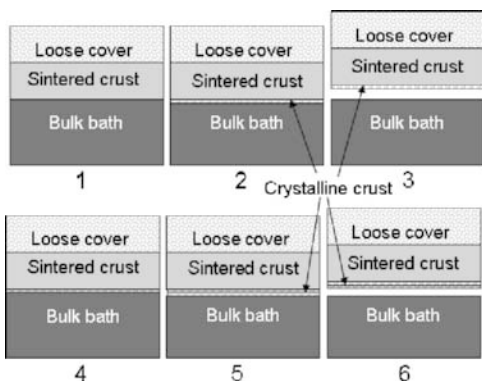 Loose cover
Sintered crust
Bulk bath
1
Loose cover
Sintered crust
Bulk bath
2
Loose cover
Sintered crust
Bulk bath
3
Crystalline crust
Loose cover
Sintered crust
Bulk bath
4
Loose cover
Sintered crust
Bulk bath
5
Loose cover
Sintered crust
Bulk bath
6